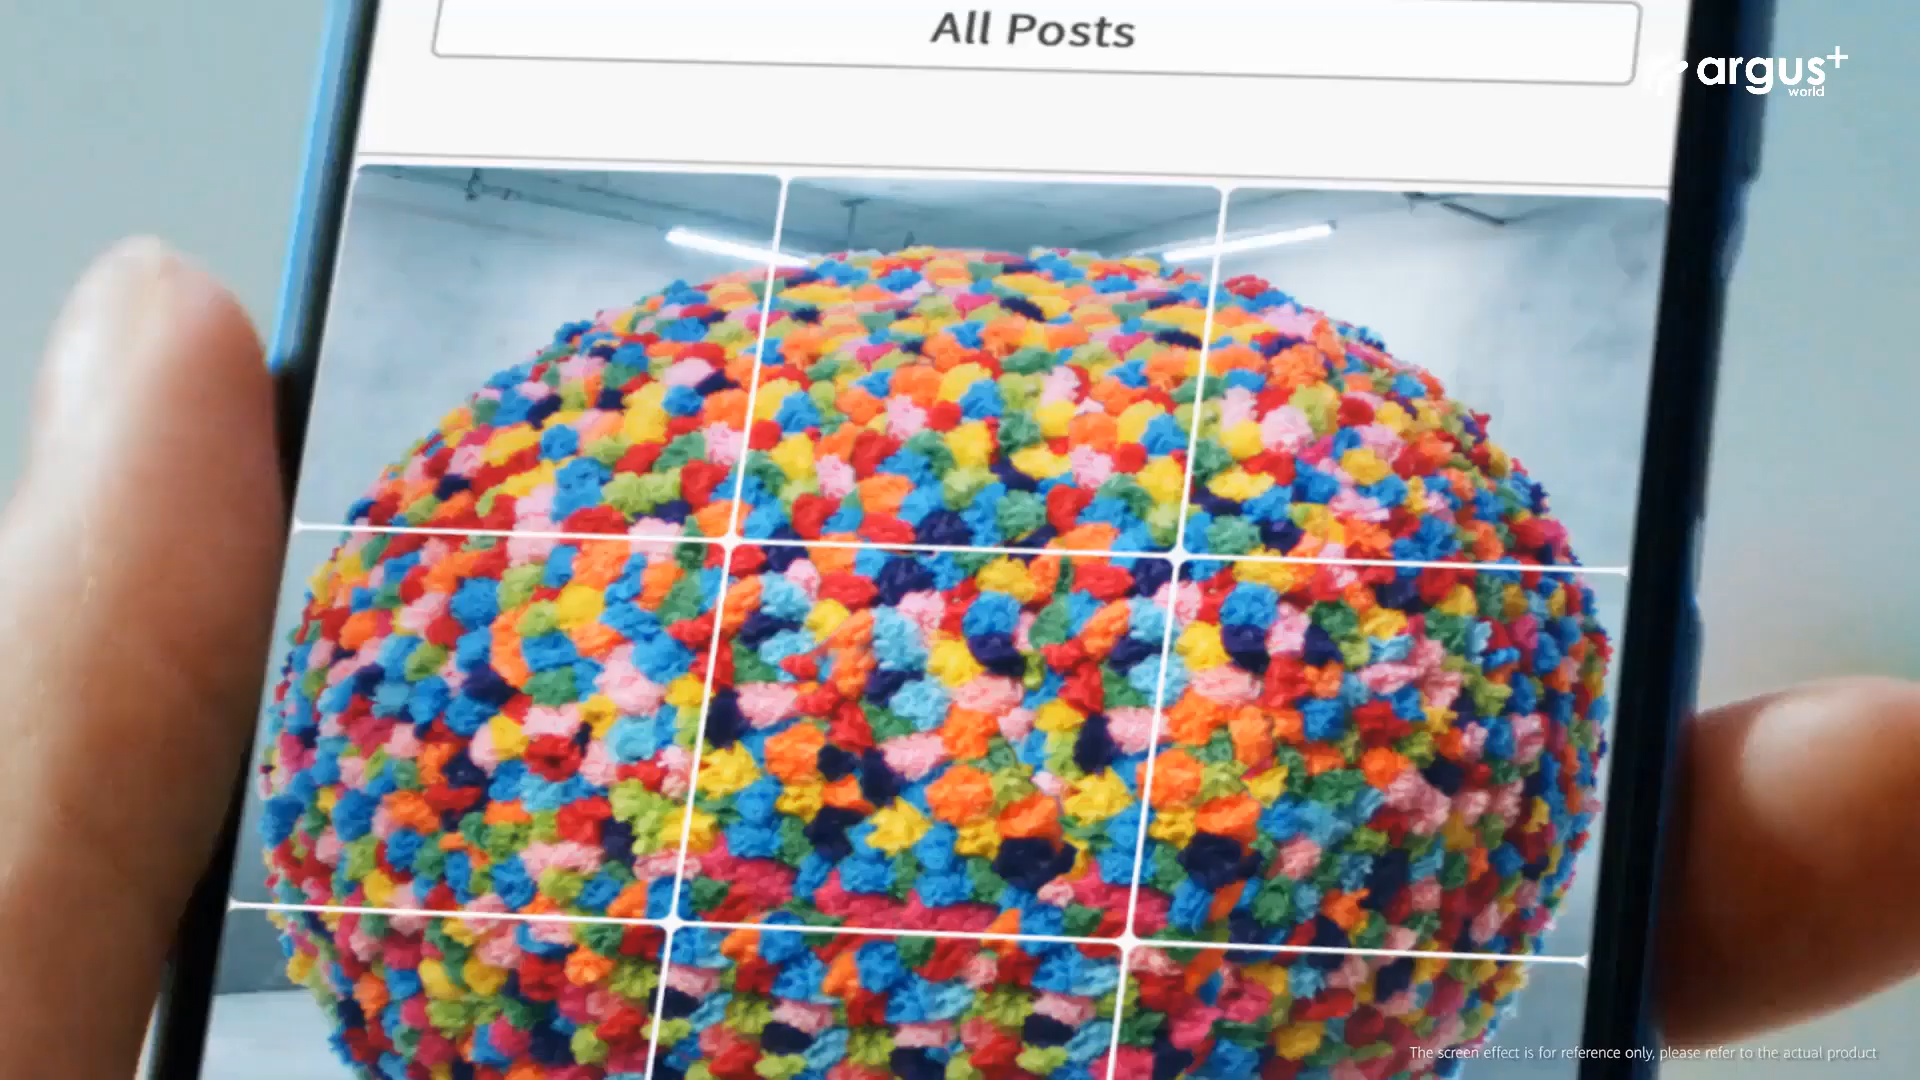 All Posts
argus+
world
The screen effect is for reference only, please refer to the actual product